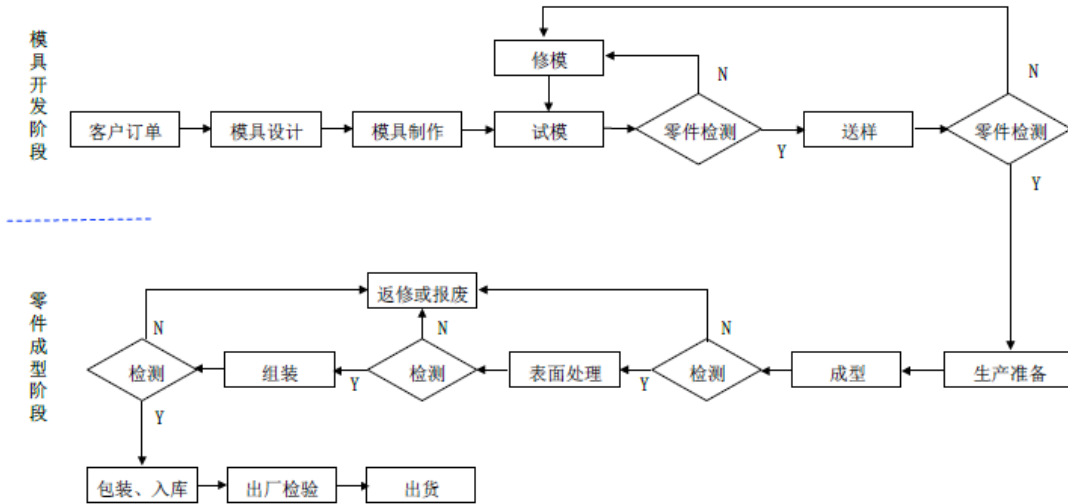 模具开发阶段
修模
N
N
客户订单
模具设计
模具制作
试模
零件检测
Y
送样
零件检测
Y
零件成型阶段
返修或报废
N
N
N
检测
组装
Y
检测
表面处理
Y
检测
成型
生产准备
Y
包装、入库
出厂检验
出货